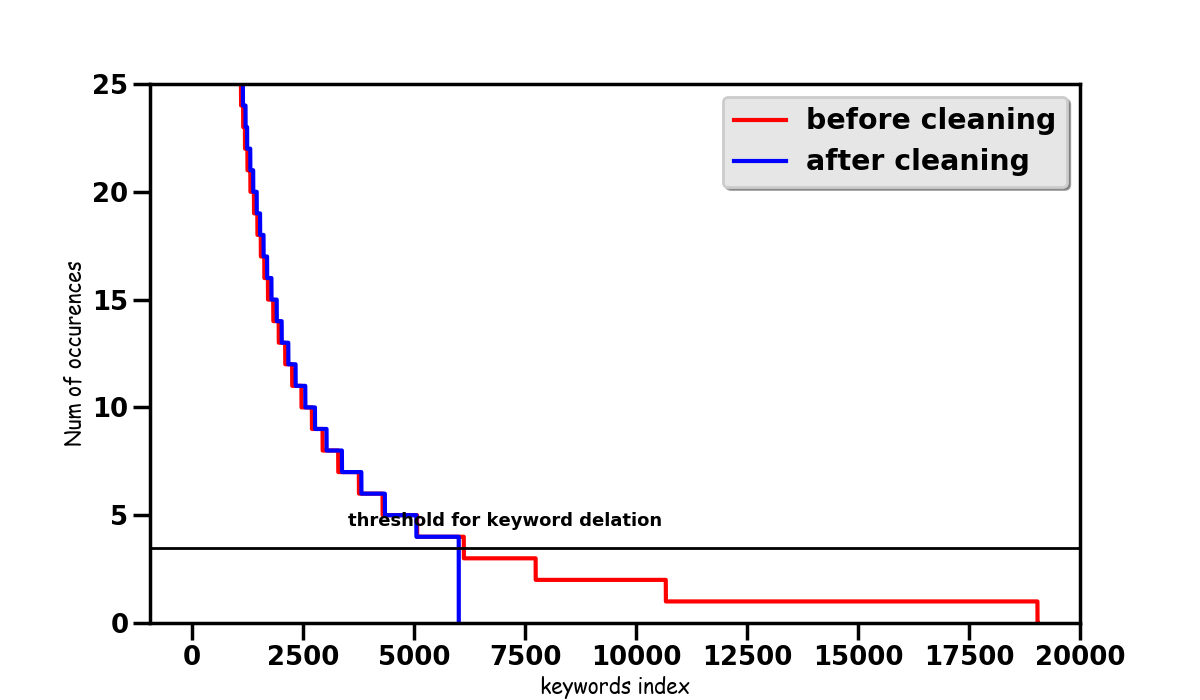 25
before cleaning
after cleaning
20
15
Num of occurences
10
5
threshold for keyword delation
0
0 2500 5000 7500 10000 12500 15000 17500 20000
keywords index